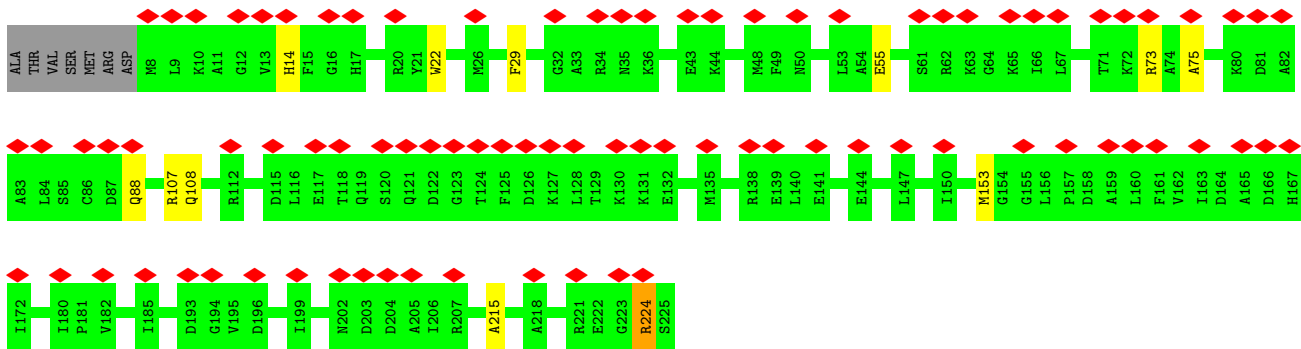 ALA THR VAL SER MET ARG ASP M8 L9 K10 A11 G12 V13 H14 F15 G16 H17 R20 Y21 W22 M26 F29 G32 A33 R34 N35 K36 E43 K44 M48 F49 N50 L53 A54 E55 S61 R62 K63 G64 K65 I66 L67 T71 K72 R73 A74 A75 K80 D81 A82
A83 L84 S85 C86 D87 Q88 R107 Q108 R112 D115 L116 E117 T118 Q119 S120 Q121 D122 G123 T124 F125 D126 K127 L128 T129 K130 K131 E132 M135 R138 E139 L140 E141 E144 L147 I150 M153 G154 G155 L156 P157 D158 A159 L160 F161 V162 I163 D164 A165 D166 H167
I172 I180 P181 V182 I185 D193 G194 V195 D196 I199 N202 D203 D204 A205 I206 R207 A215 A218 R221 E222 G223 R224 S225